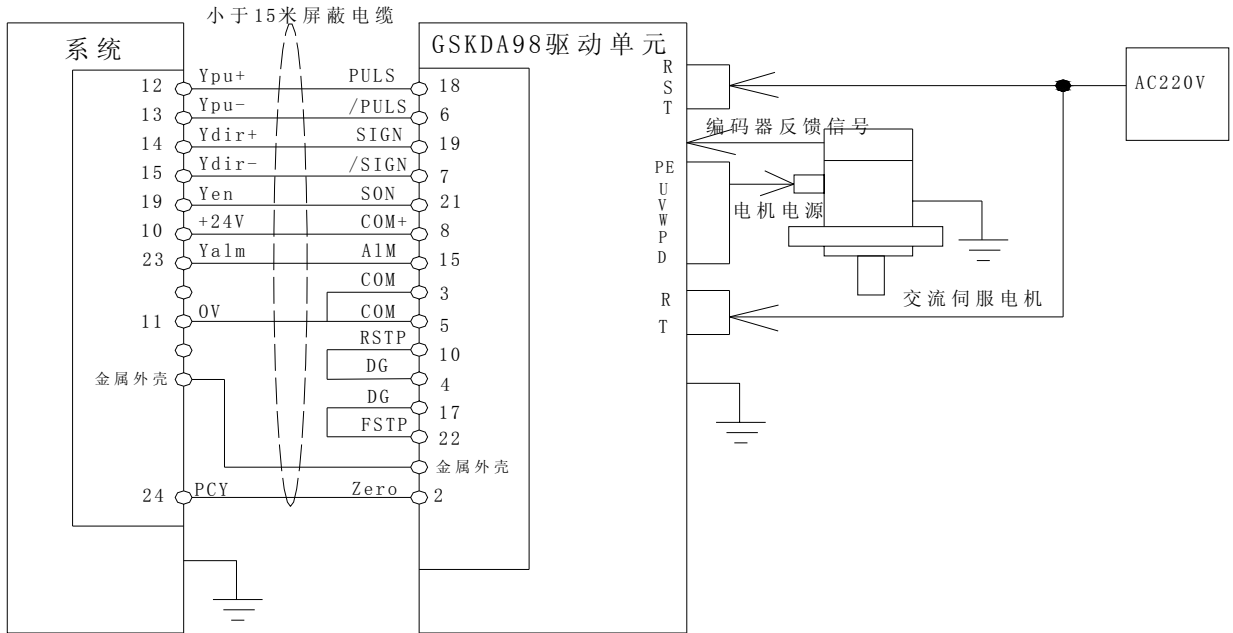 小于15米屏蔽电缆
系统
GSKDA98驱动单元
12 Ypu+ PULS 18
13 Ypu- /PULS 6
14 Ydir+ SIGN 19
15 Ydir- /SIGN 7
19 Yen SON 21
10 +24V COM+ 8
23 Yalm AlM 15
COM 3
11 0V COM 5
RSTP 10
DG 4
DG 17
FSTP 22
金属外壳
金属外壳
24 PCY Zero 2
R
S
T
AC220V
编码器反馈信号
PE
U
V
W
P
D
电机电源
R
T
交流伺服电机